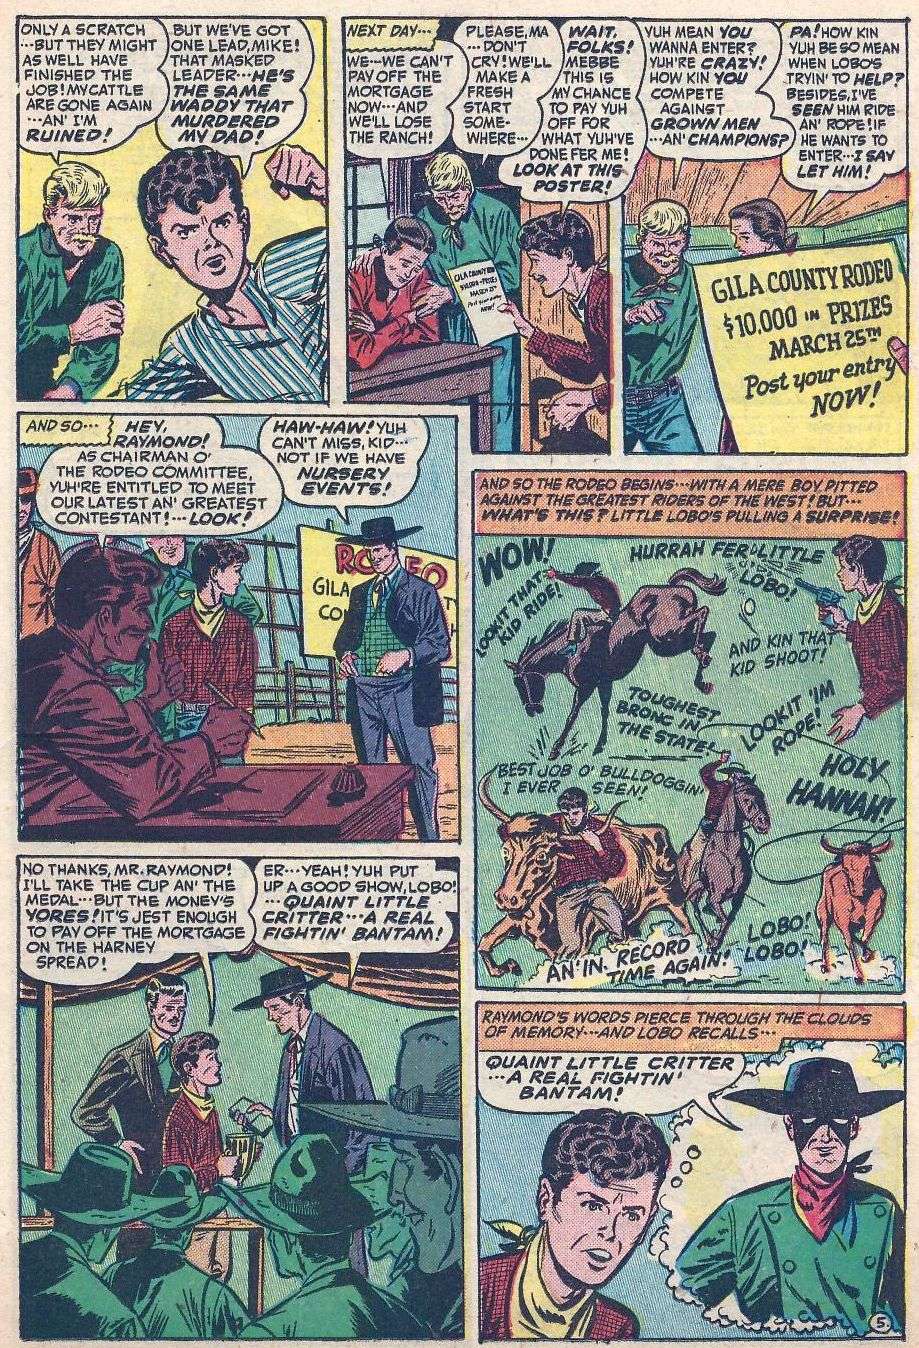 ONLY A SCRATCH
...BUT THEY MIGHT
AS WELL HAVE
FINISHED THE
JOB! MY CATTLE
ARE GONE AGAIN
...AN' I'M
RUINED!
BUT WE'VE GOT
ONE LEAD, MIKE!
THAT MASKED
LEADER...HE'S
THE SAME
WADDY THAT
MURDERED
MY DAD!
NEXT DAY...
WE...WE CAN'T
PAY OFF THE
MORTGAGE
NOW...AND
WE'LL LOSE
THE RANCH!
PLEASE, MA
...DON'T
CRY! WE'LL
MAKE A
FRESH
START
SOME-
WHERE...
WAIT,
FOLKS!
MEBBE
THIS IS
MY CHANCE
TO PAY YUH
OFF FOR
WHAT YUH'VE
DONE FER ME!
LOOK AT THIS
POSTER!
GILA COUNTY RODEO
$10,000 IN PRIZES
MARCH 25TH
Post your entry
NOW!
YUH MEAN YOU
WANNA ENTER?
YUH'RE CRAZY!
HOW KIN YOU
COMPETE
AGAINST
GROWN MEN
...AN' CHAMPIONS?
PA! HOW KIN
YUH BE SO MEAN
WHEN LOBO'S
TRYIN' TO HELP?
BESIDES, I'VE
SEEN HIM RIDE
AN' ROPE! IF
HE WANTS TO
ENTER...I SAY
LET HIM!
GILA COUNTY RODEO
$10,000 IN PRIZES
MARCH 25TH
Post your entry
NOW!
AND SO...
HEY,
RAYMOND!
AS CHAIRMAN O'
THE RODEO COMMITTEE,
YUH'RE ENTITLED TO MEET
OUR LATEST AN' GREATEST
CONTESTANT!...LOOK!
HAW-HAW! YUH
CAN'T MISS, KID...
NOT IF WE HAVE
NURSERY
EVENTS!
RODEO
GILA
CO TY
AND SO THE RODEO BEGINS...WITH A MERE BOY PITTED
AGAINST THE GREATEST RIDERS OF THE WEST! BUT...
WHAT'S THIS? LITTLE LOBO'S PULLING A SURPRISE!
WOW!
LOOKIT THAT
KID RIDE!
HURRAH FER LITTLE
LOBO!
AND KIN THAT
KID SHOOT!
TOUGHEST
BRONC IN
THE STATE!
LOOKIT 'IM
ROPE!
BEST JOB O' BULLDOGGIN'
I EVER SEEN!
HOLY
HANNAH!
AN' IN RECORD
TIME AGAIN!
LOBO!
LOBO!
NO THANKS, MR. RAYMOND!
I'LL TAKE THE CUP AN' THE
MEDAL...BUT THE MONEY'S
YORES! IT'S JEST ENOUGH
TO PAY OFF THE MORTGAGE
ON THE HARNEY
SPREAD!
ER...YEAH! YUH PUT
UP A GOOD SHOW, LOBO!
...QUAINT LITTLE
CRITTER...A REAL
FIGHTIN' BANTAM!
RAYMOND'S WORDS PIERCE THROUGH THE CLOUDS
OF MEMORY...AND LOBO RECALLS...
QUAINT LITTLE CRITTER
...A REAL FIGHTIN'
BANTAM!
5